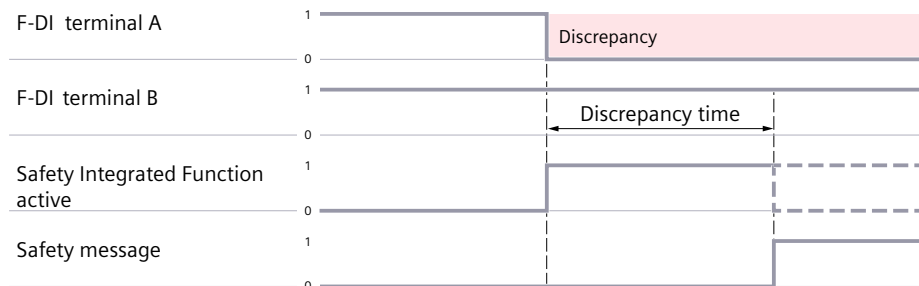 F-DI terminal A
1
0
Discrepancy
F-DI terminal B
1
0
Discrepancy time
Safety Integrated Function
active
1
0
Safety message
1
0